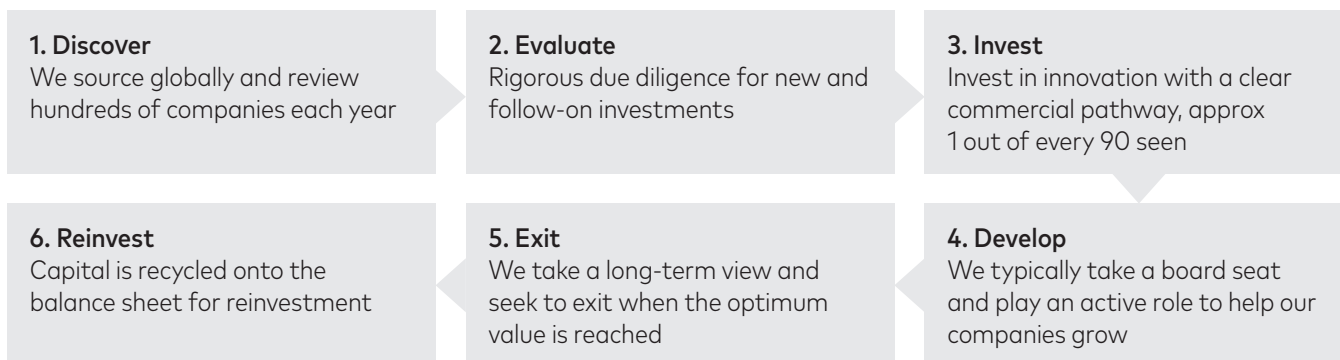 1. Discover
We source globally and review
hundreds of companies each year
2. Evaluate
Rigorous due diligence for new and
follow-on investments
3. Invest
Invest in innovation with a clear
commercial pathway, approx
1 out of every 90 seen
4. Develop
We typically take a board seat
and play an active role to help our
companies grow
5. Exit
We take a long-term view and
seek to exit when the optimum
value is reached
6. Reinvest
Capital is recycled onto the
balance sheet for reinvestment